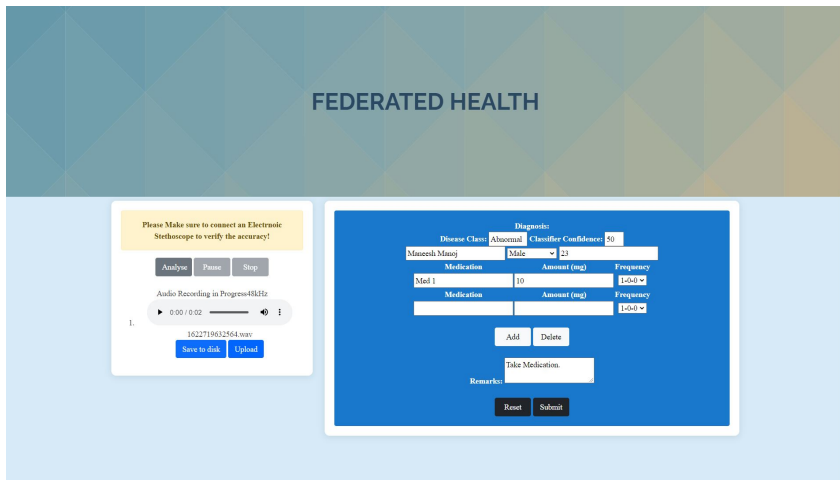 FEDERATED HEALTH
Please Make sure to connect an Electrnoic
Stethoscope to verify the accuracy!
Analyse Pause Stop
Audio Recording in Progress48kHz
0:00 / 0:02
1.
1622719632564.wav
Save to disk Upload
Diagnosis:
Disease Class: Abnormal Classifier Confidence: 50
Maneesh Manoj Male 23
Medication Amount (mg) Frequency
Med 1 10 1-0-0
Medication Amount (mg) Frequency
1-0-0
Add Delete
Take Medication.
Remarks:
Reset Submit